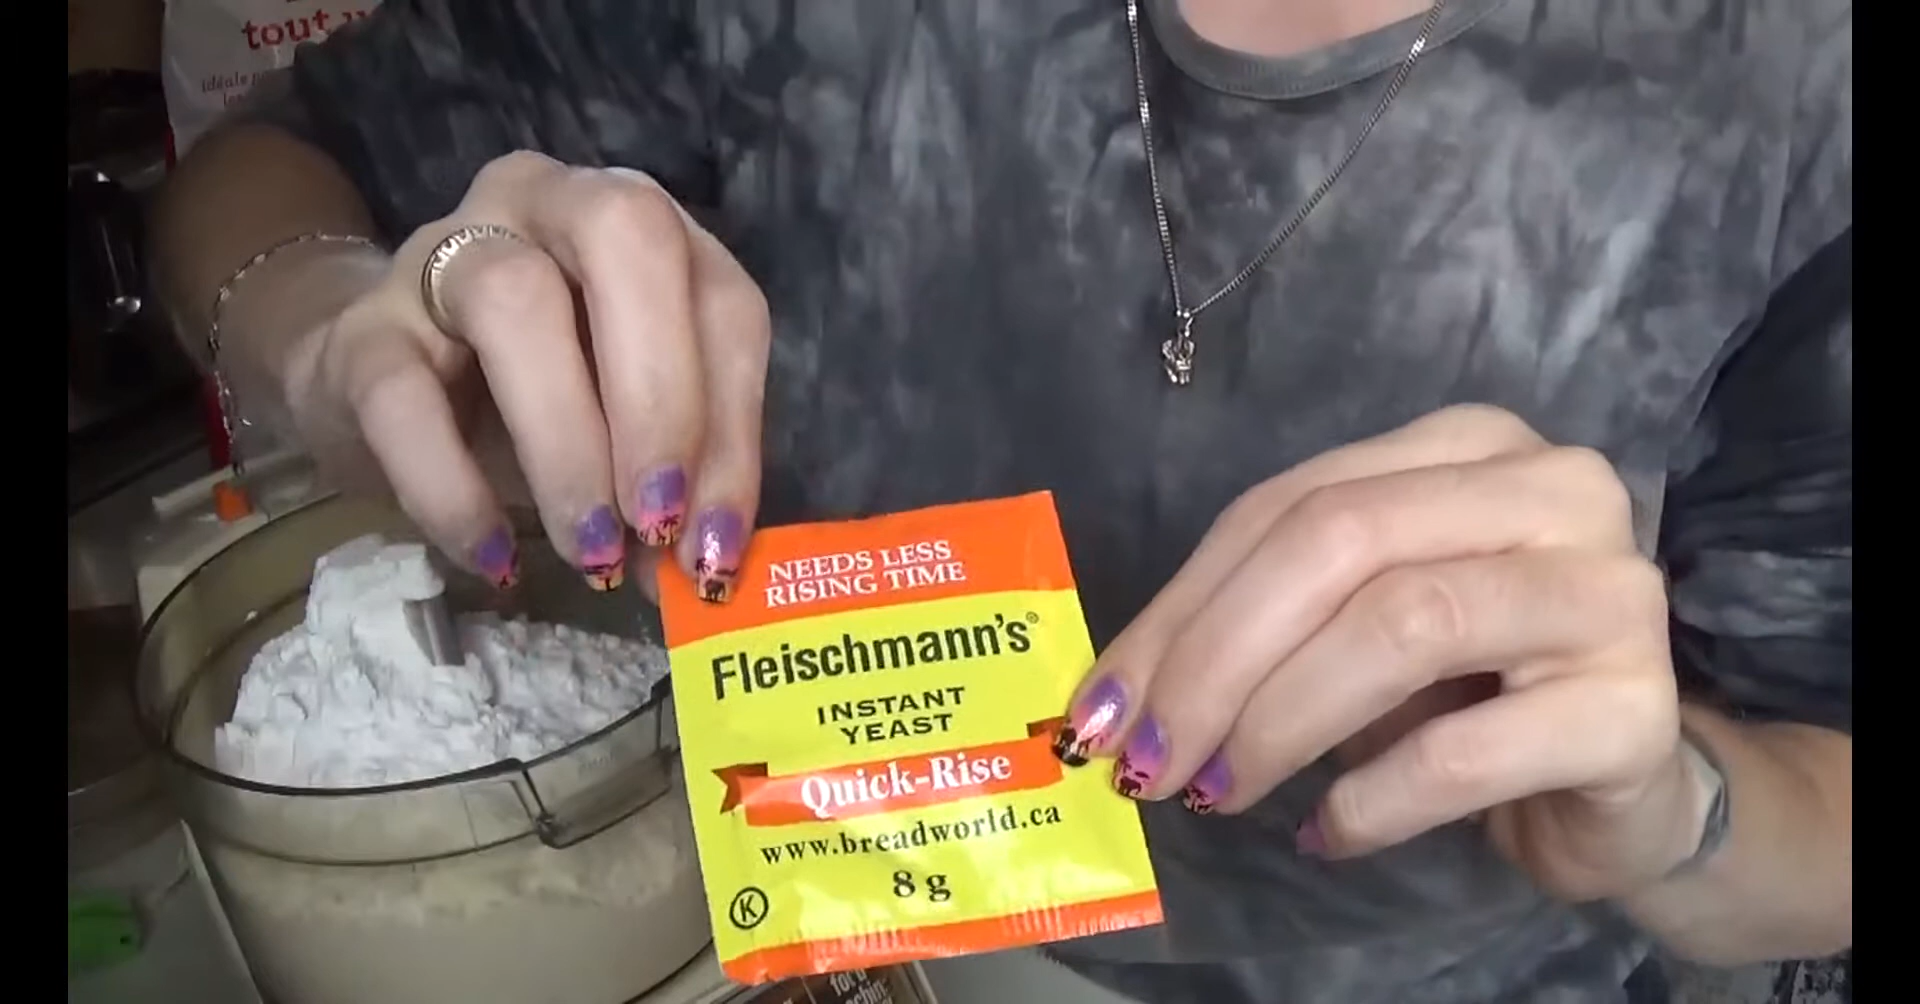 tout
idéale
NEEDS LESS
RISING TIME
Fleischmann's®
INSTANT
YEAST
Quick-Rise
www.breadworld.ca
8 g
K